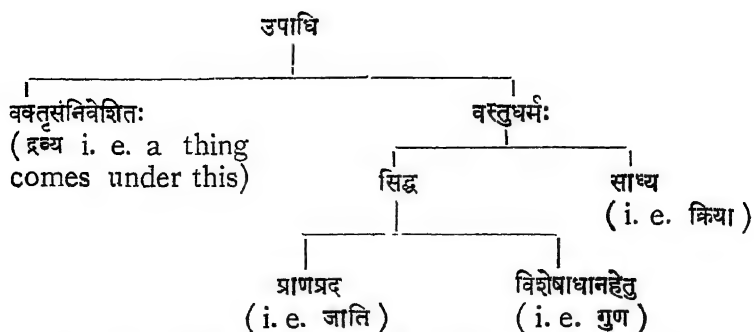 उपाधि
वक्तृसंनिवेशितः वस्तुधर्मः
( द्रव्य i. e. a thing
comes under this)
सिद्ध साध्य
( i. e. क्रिया )
प्राणप्रद विशेषाधानहेतु
( i. e. जाति ) ( i. e. गुण )